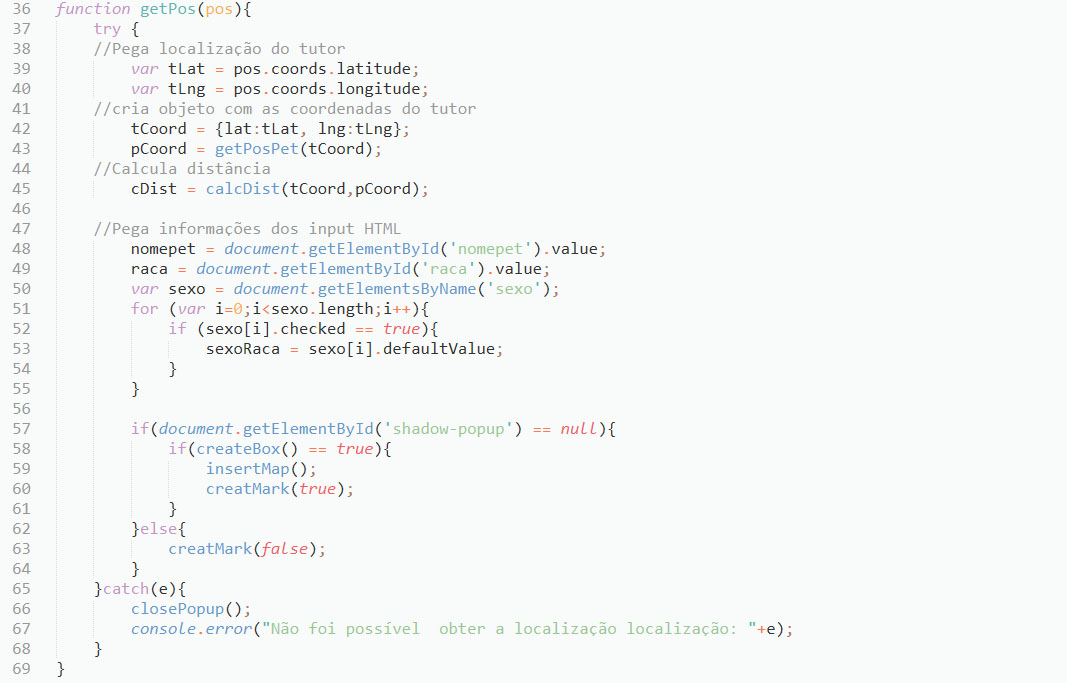 36 function getPos(pos){
37 try {
38 //Pega localização do tutor
39 var tLat = pos.coords.latitude;
40 var tLng = pos.coords.longitude;
41 //cria objeto com as coordenadas do tutor
42 tCoord = {lat:tLat, lng:tLng};
43 pCoord = getPosPet(tCoord);
44 //Calcula distância
45 cDist = calcDist(tCoord,pCoord);
46
47 //Pega informações dos input HTML
48 nomepet = document.getElementById('nomepet').value;
49 raca = document.getElementById('raca').value;
50 var sexo = document.getElementsByName('sexo');
51 for (var i=0;i<sexo.length;i++){
52 if (sexo[i].checked == true){
53 sexoRaca = sexo[i].defaultValue;
54 }
55 }
56
57 if(document.getElementById('shadow-popup') == null){
58 if(createBox() == true){
59 insertMap();
60 creatMark(true);
61 }
62 }else{
63 creatMark(false);
64 }
65 }catch(e){
66 closePopup();
67 console.error("Não foi possível  obter a localização localização: "+e);
68 }
69 }